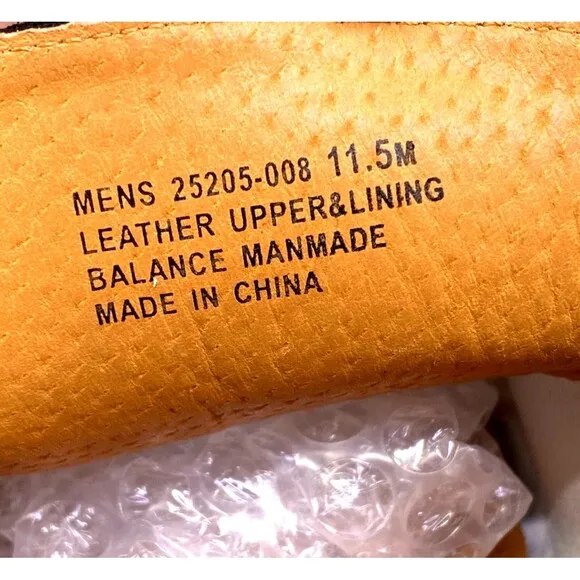 MENS 25205-008 11.5M
LEATHER UPPER&LINING
BALANCE MANMADE
MADE IN CHINA